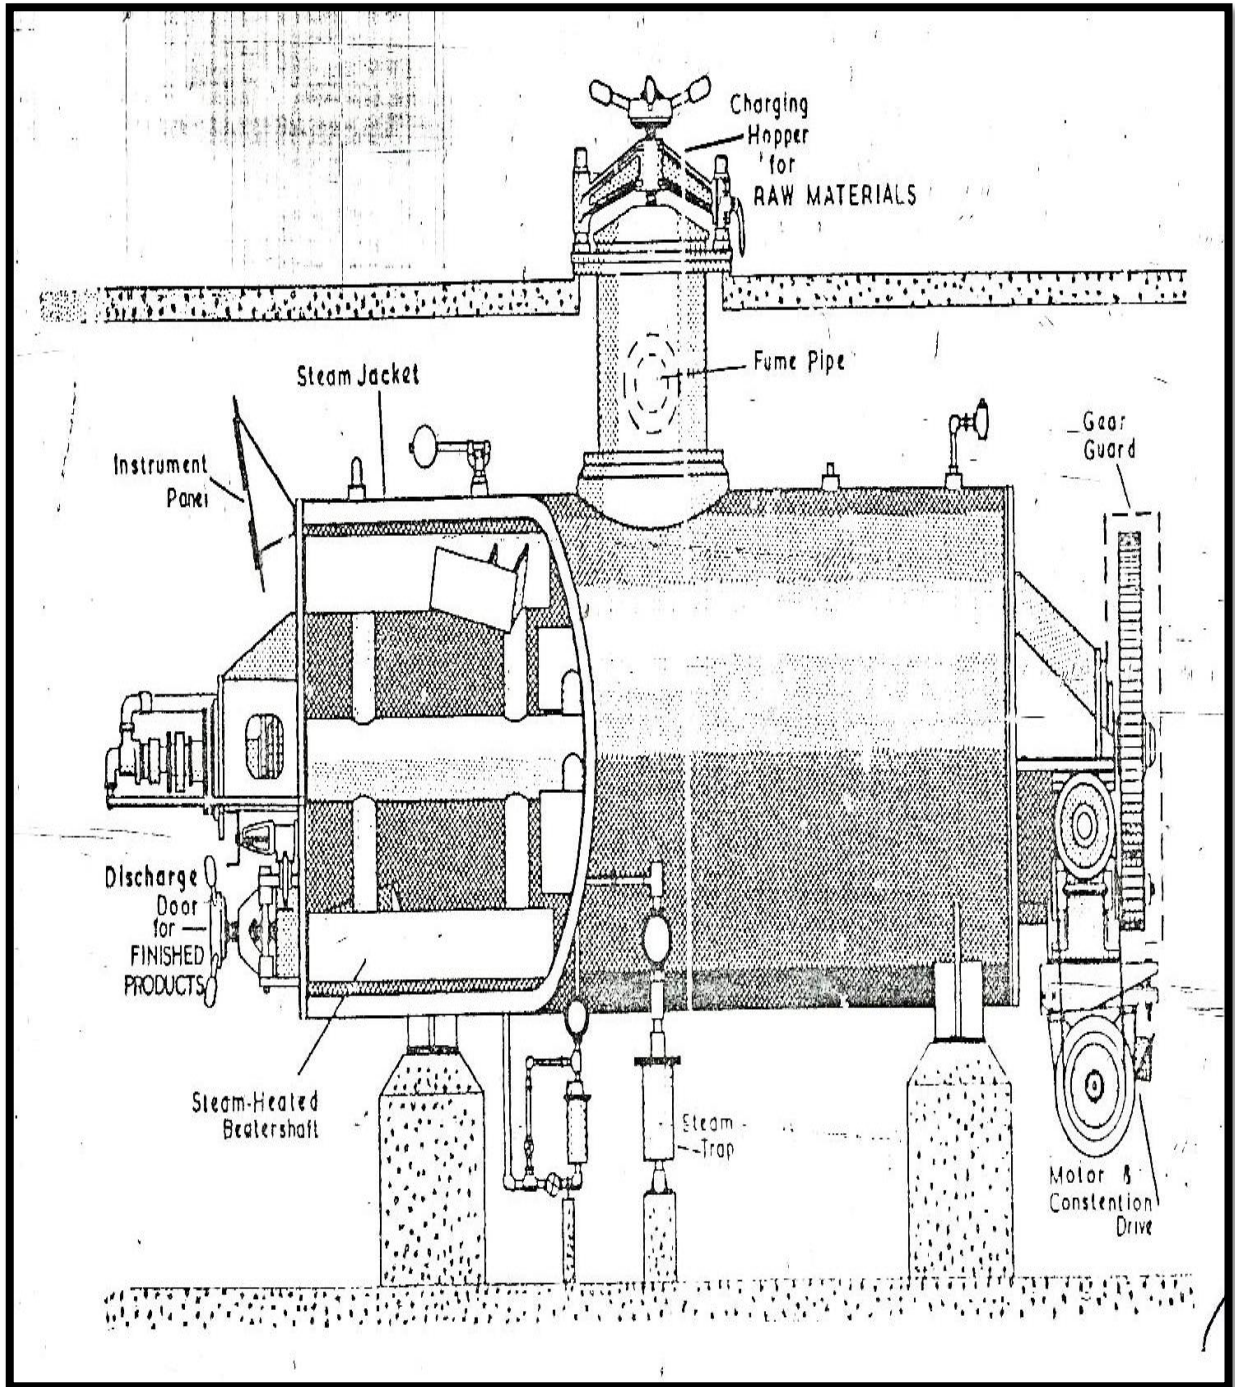 Charging
Hopper
for
RAW MATERIALS
Fume Pipe
Steam Jacket
Gear
Guard
Instrument
Panel
Discharge
Door
for
FINISHED
PRODUCTS
Steam-Heated
Beatershaft
Steam
Trap
Motor &
Constention
Drive